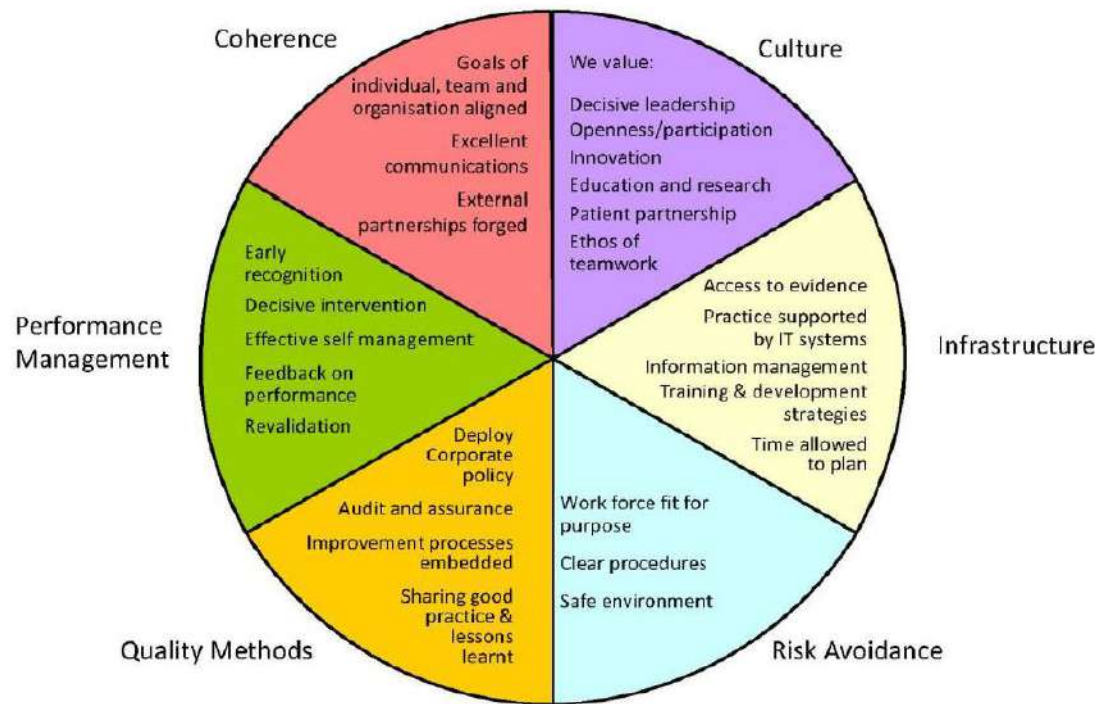 Coherence
Goals of
individual, team and
organisation aligned
Excellent
communications
External
partnerships forged
Culture
We value:
Decisive leadership
Openness/participation
Innovation
Education and research
Patient partnership
Ethos of
teamwork
Infrastructure
Access to evidence
Practice supported
by IT systems
Information management
Training & development
strategies
Time allowed
to plan
Risk Avoidance
Work force fit for
purpose
Clear procedures
Safe environment
Quality Methods
Deploy
Corporate
policy
Audit and assurance
Improvement processes
embedded
Sharing good
practice &
lessons
learnt
Performance
Management
Early
recognition
Decisive intervention
Effective self management
Feedback on
performance
Revalidation